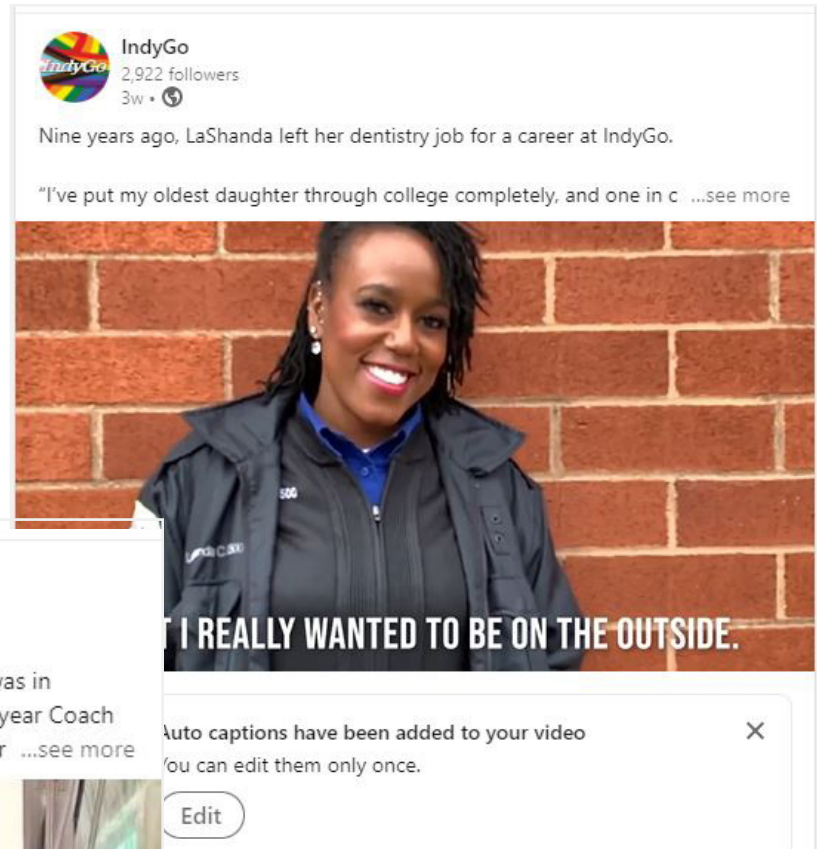 IndyGo
IndyGo
2,922 followers
3w •
Nine years ago, LaShanda left her dentistry job for a career at IndyGo.
"I've put my oldest daughter through college completely, and one in c ...see more
500
T I REALLY WANTED TO BE ON THE OUTSIDE.
as in
year Coach
r ...see more
Auto captions have been added to your video
You can edit them only once.
Edit